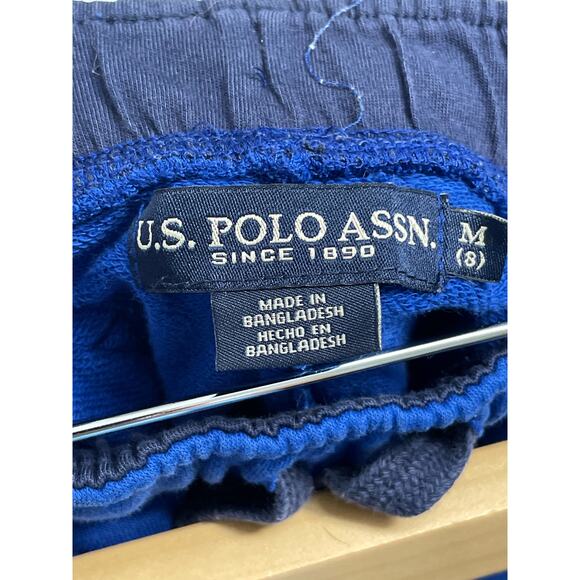 U.S. POLO ASSN.
SINCE 1890
M
(8)
MADE IN
BANGLADESH
HECHO EN
BANGLADESH